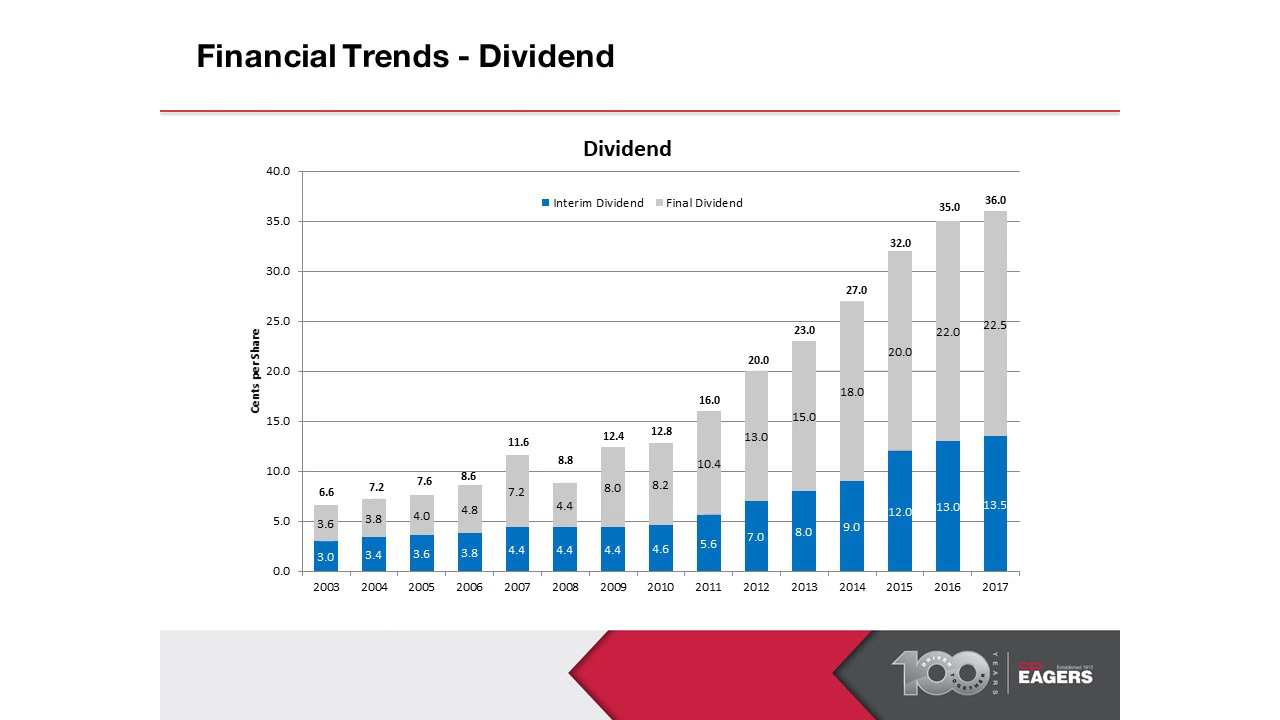 Financial Trends - Dividend
Dividend
40.0
35.0
30.0
25.0
20.0
15.0
10.0
5.0
0.0
Cents per Share
Interim Dividend Final Dividend
6.6 7.2 7.6 8.6 11.6 8.8 12.4 12.8 16.0 20.0 23.0 27.0 32.0 35.0 36.0
3.6 3.8 4.0 4.8 7.2 4.4 8.0 8.2 10.4 13.0 15.0 18.0 20.0 22.0 22.5
3.0 3.4 3.6 3.8 4.4 4.4 4.4 4.6 5.6 7.0 8.0 9.0 12.0 13.0 13.5
2003 2004 2005 2006 2007 2008 2009 2010 2011 2012 2013 2014 2015 2016 2017
100
DRIVEN TOGETHER
YEARS
Established 1913
EAGERS